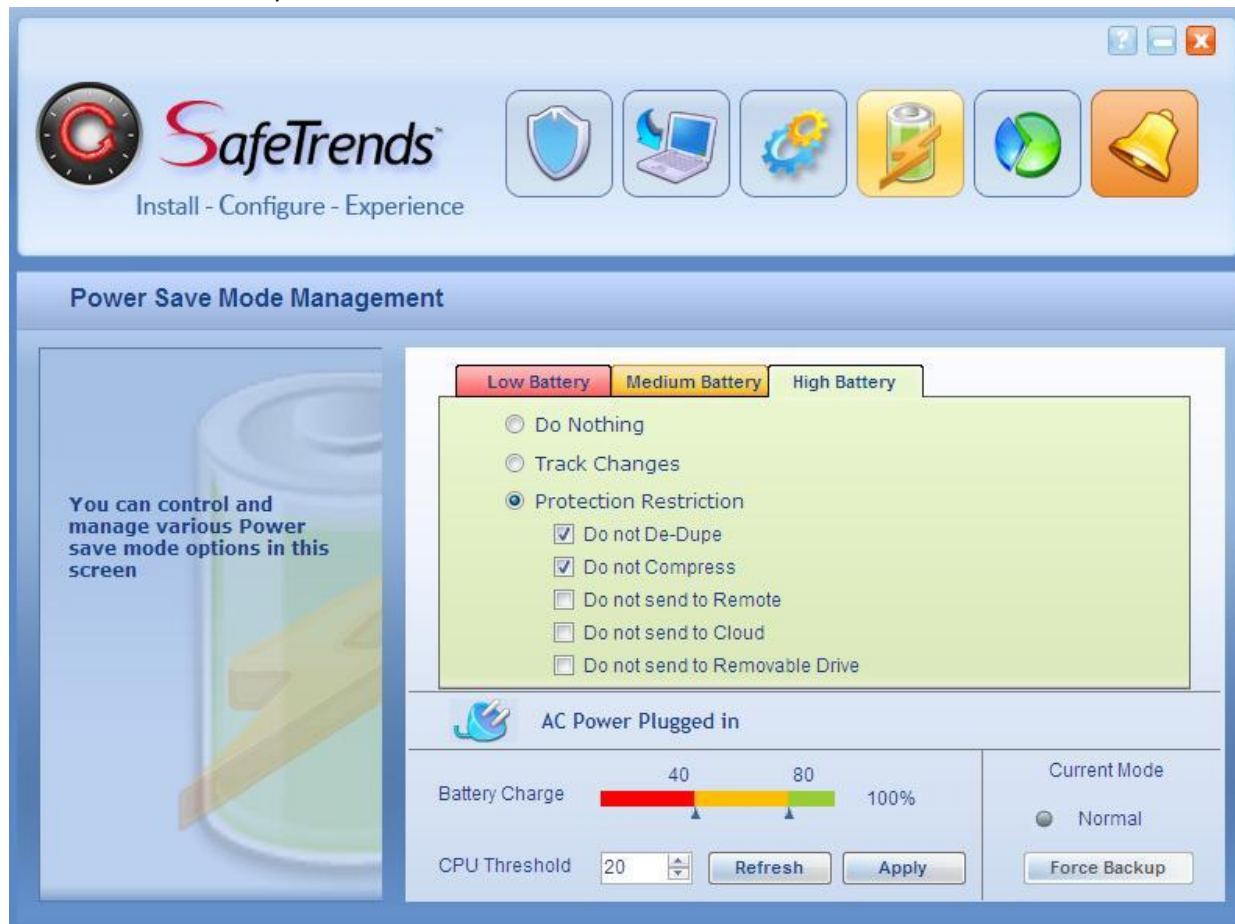 SafeTrends™
Install - Configure - Experience
Power Save Mode Management
You can control and
manage various Power
save mode options in this
screen
Low Battery Medium Battery High Battery
Do Nothing
Track Changes
Protection Restriction
Do not De-Dupe
Do not Compress
Do not send to Remote
Do not send to Cloud
Do not send to Removable Drive
AC Power Plugged in
Battery Charge 40 80 100%
CPU Threshold 20 Refresh Apply
Current Mode
Normal
Force Backup